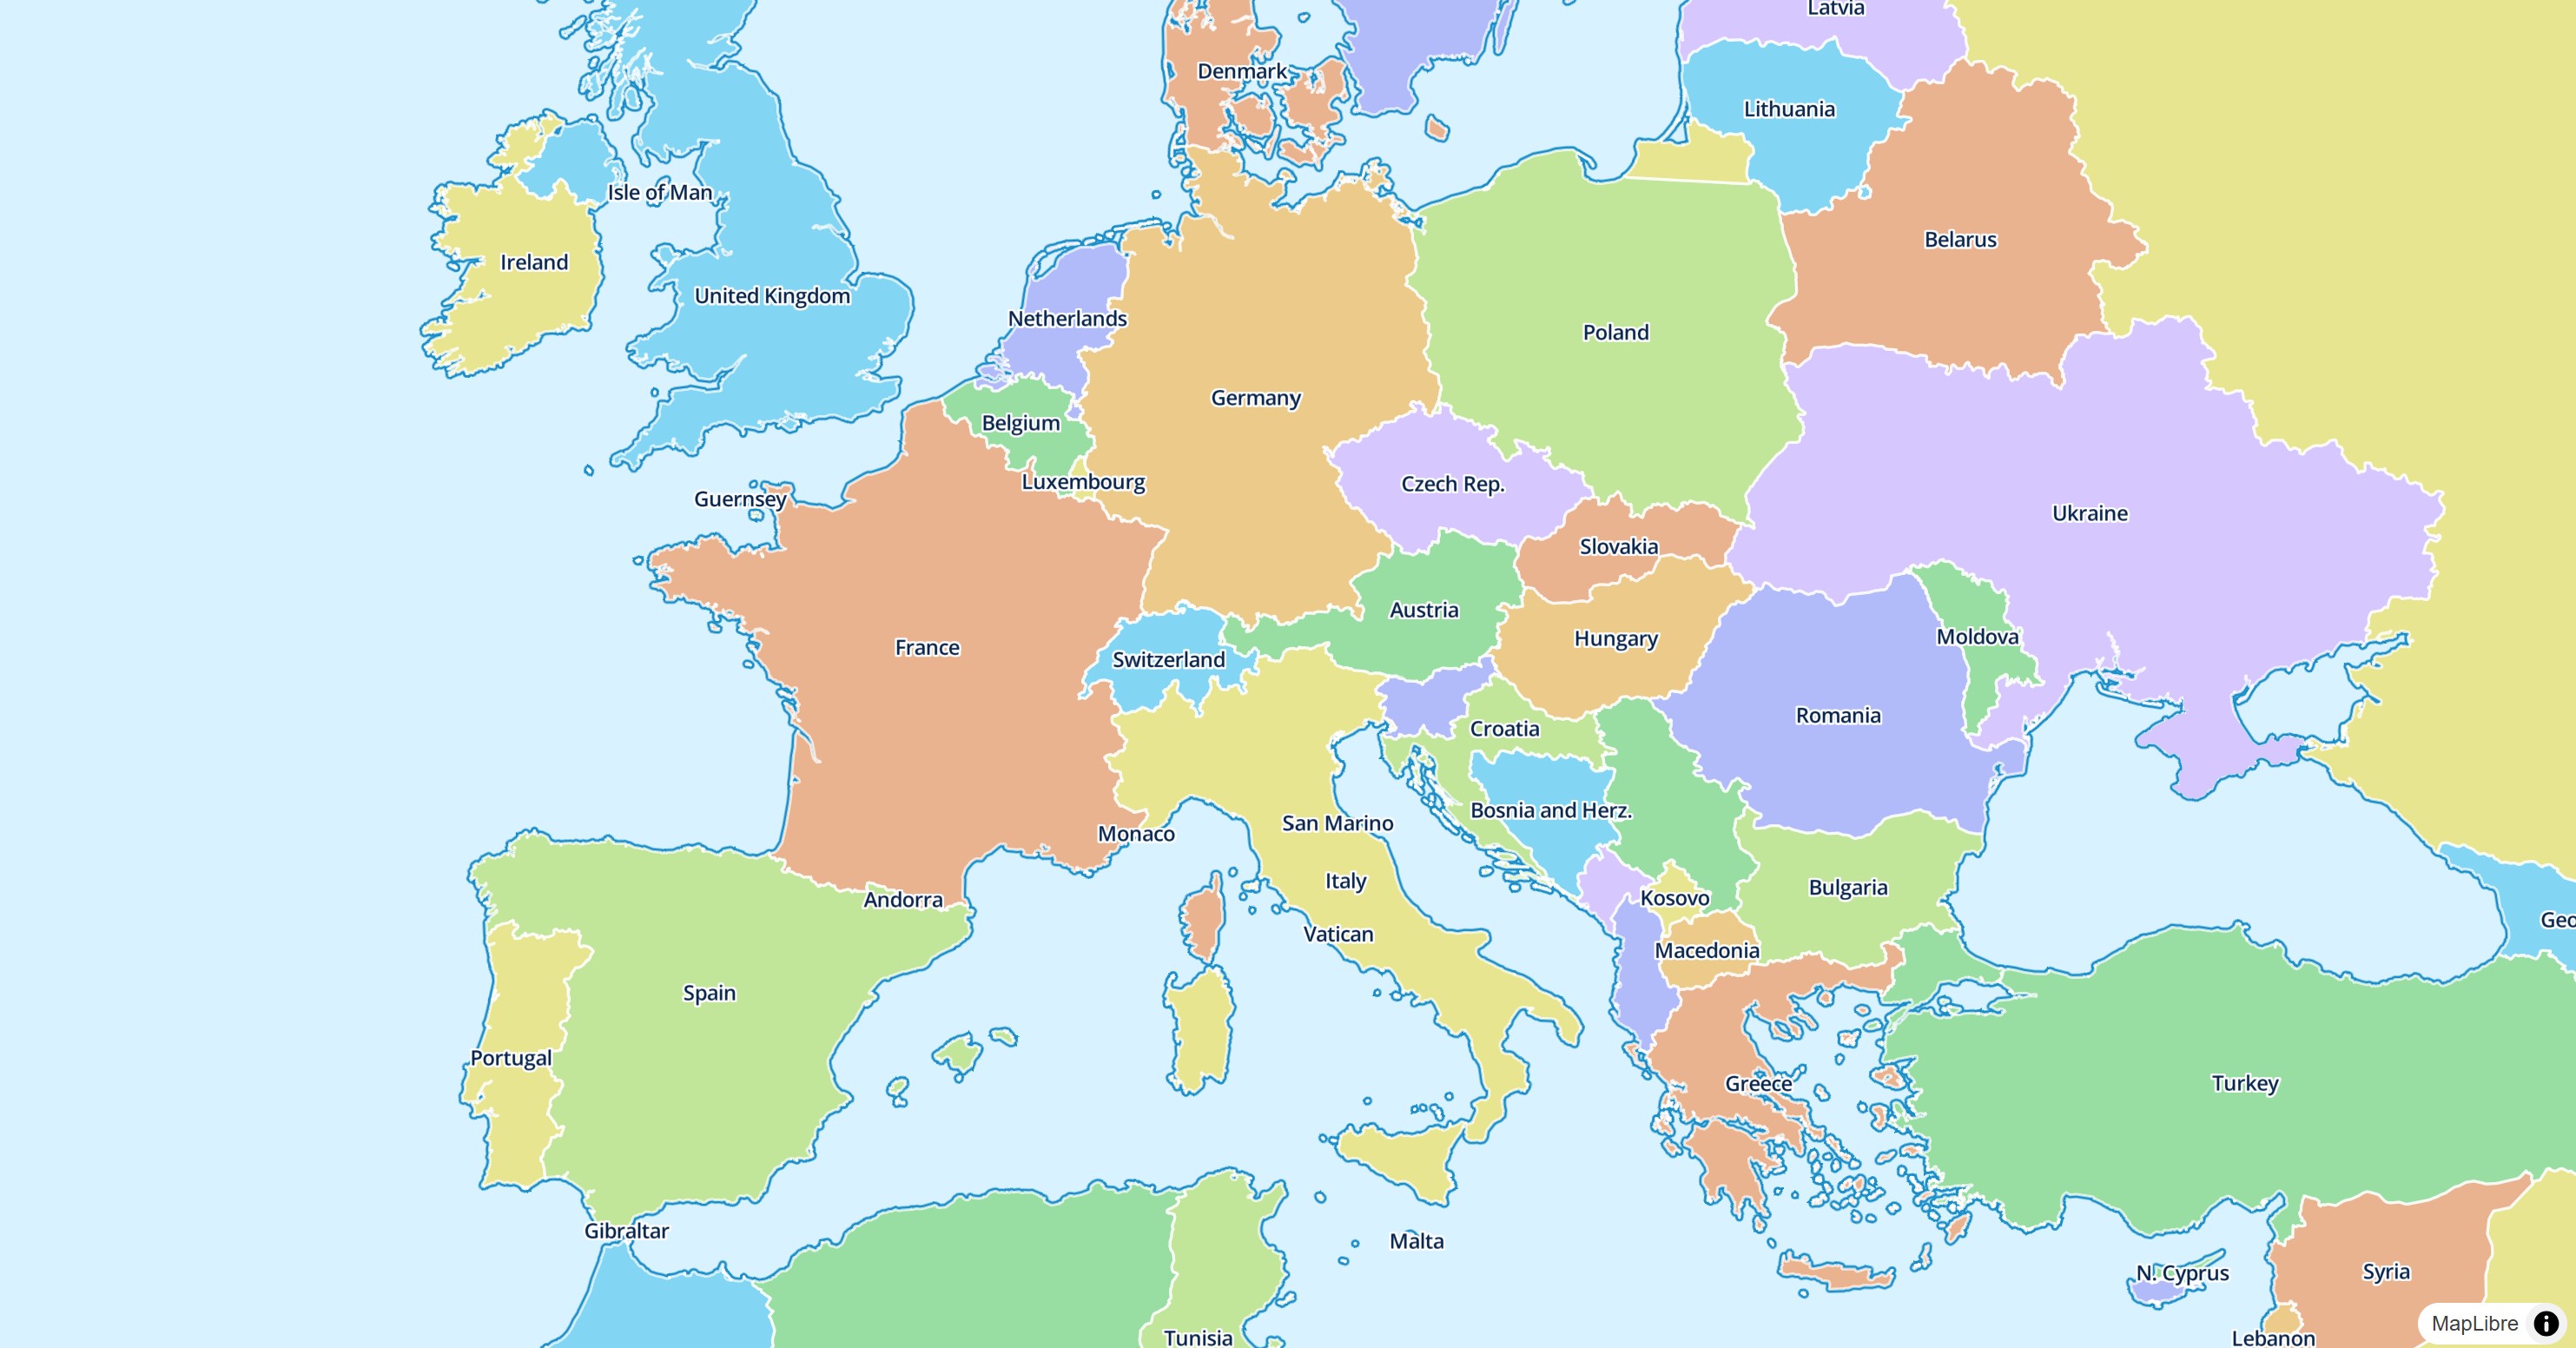 Latvia
Denmark
Lithuania
Isle of Man
Belarus
Ireland
United Kingdom
Netherlands
Poland
Germany
Belgium
Luxembourg
Czech Rep.
Guernsey
Ukraine
Slovakia
Austria
Hungary
Moldova
France
Switzerland
Romania
Croatia
Bosnia and Herz.
San Marino
Monaco
Italy
Bulgaria
Kosovo
Andorra
Geo
Vatican
Macedonia
Spain
Portugal
Greece
Turkey
Gibraltar
Malta
N. Cyprus
Syria
MapLibre
Tunisia
Lebanon